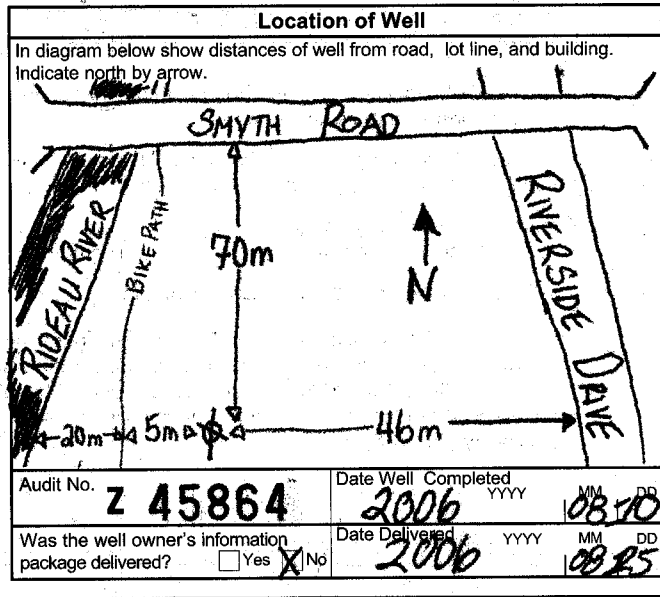 Location of Well
In diagram below show distances of well from road, lot line, and building.
Indicate north by arrow.
SMYTH ROAD
RIDEAU RIVER
BIKE PATH
70m
N
RIVERSIDE DRIVE
20m 5m 46m
Audit No. Z 45864
Date Well Completed YYYY MM DD
2006 08 10
Was the well owner's information
package delivered? Yes X No
Date Delivered YYYY MM DD
2006 08 25